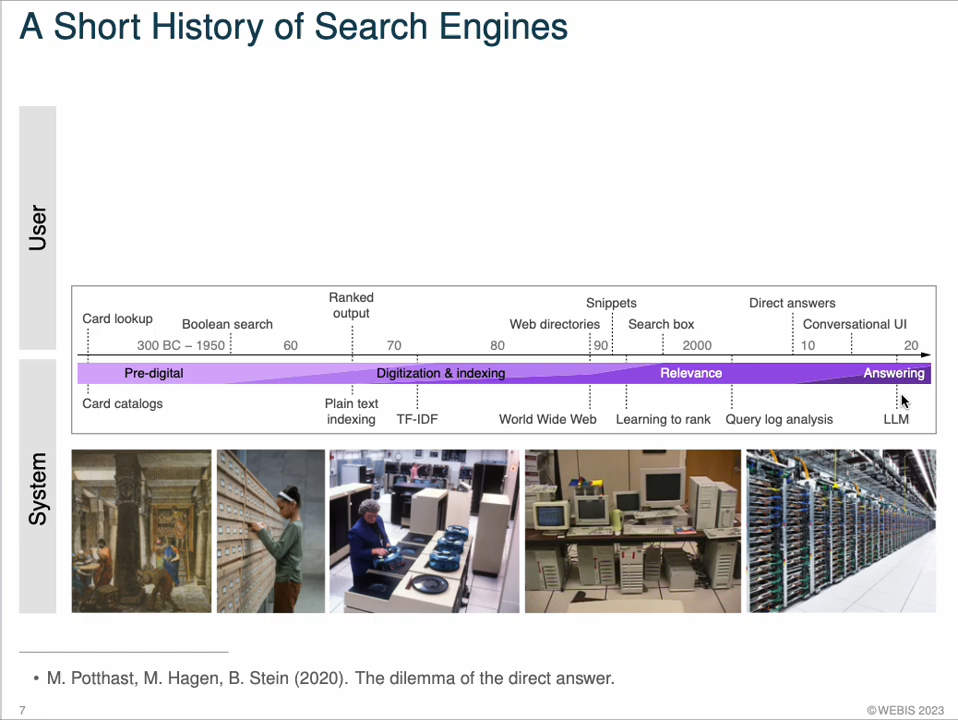 A Short History of Search Engines
User
Ranked
output
Snippets
Direct answers
Card lookup
Boolean search
Web directories
Search box
Conversational UI
300 BC – 1950
60
70
80
90
2000
10
20
Pre-digital
Digitization & indexing
Relevance
Answering
Card catalogs
Plain text
indexing
TF-IDF
World Wide Web
Learning to rank
Query log analysis
LLM
System
• M. Potthast, M. Hagen, B. Stein (2020). The dilemma of the direct answer.
7
© WEBIS 2023